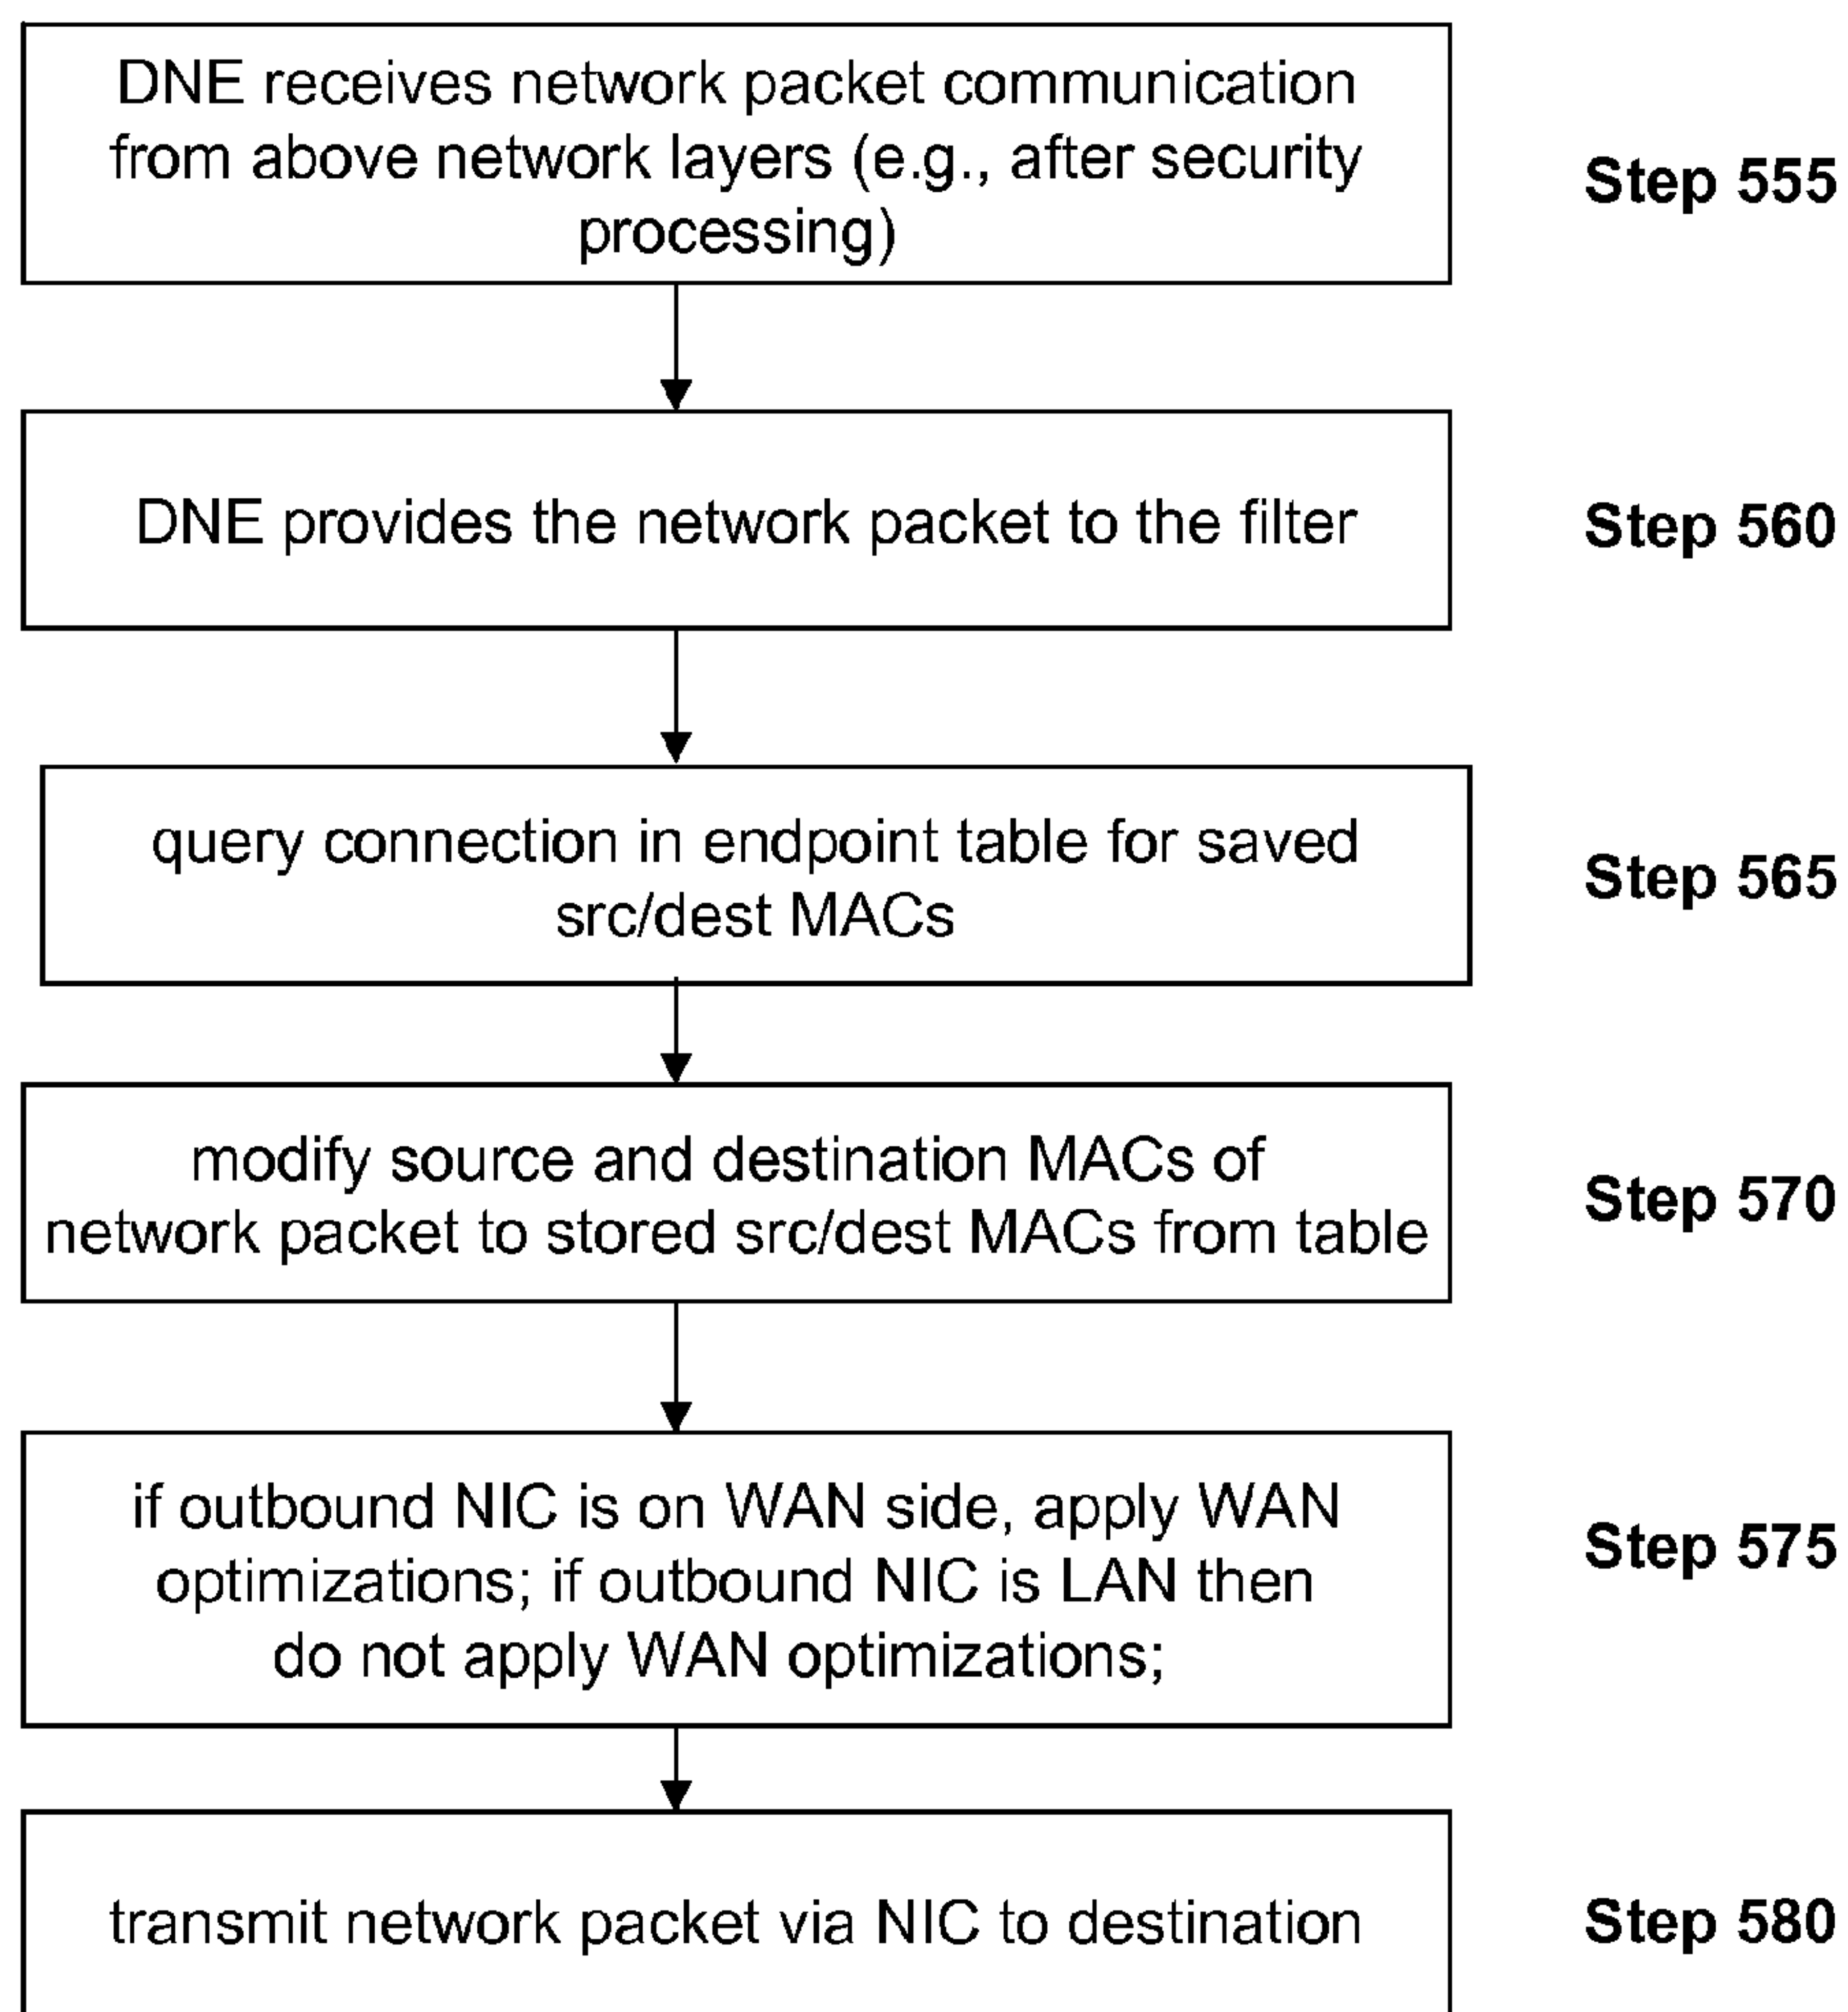 DNE receives network packet communication
from above network layers (e.g., after security
processing)
Step 555
DNE provides the network packet to the filter
Step 560
query connection in endpoint table for saved
src/dest MACs
Step 565
modify source and destination MACs of
network packet to stored src/dest MACs from table
Step 570
if outbound NIC is on WAN side, apply WAN
optimizations; if outbound NIC is LAN then
do not apply WAN optimizations;
Step 575
transmit network packet via NIC to destination
Step 580